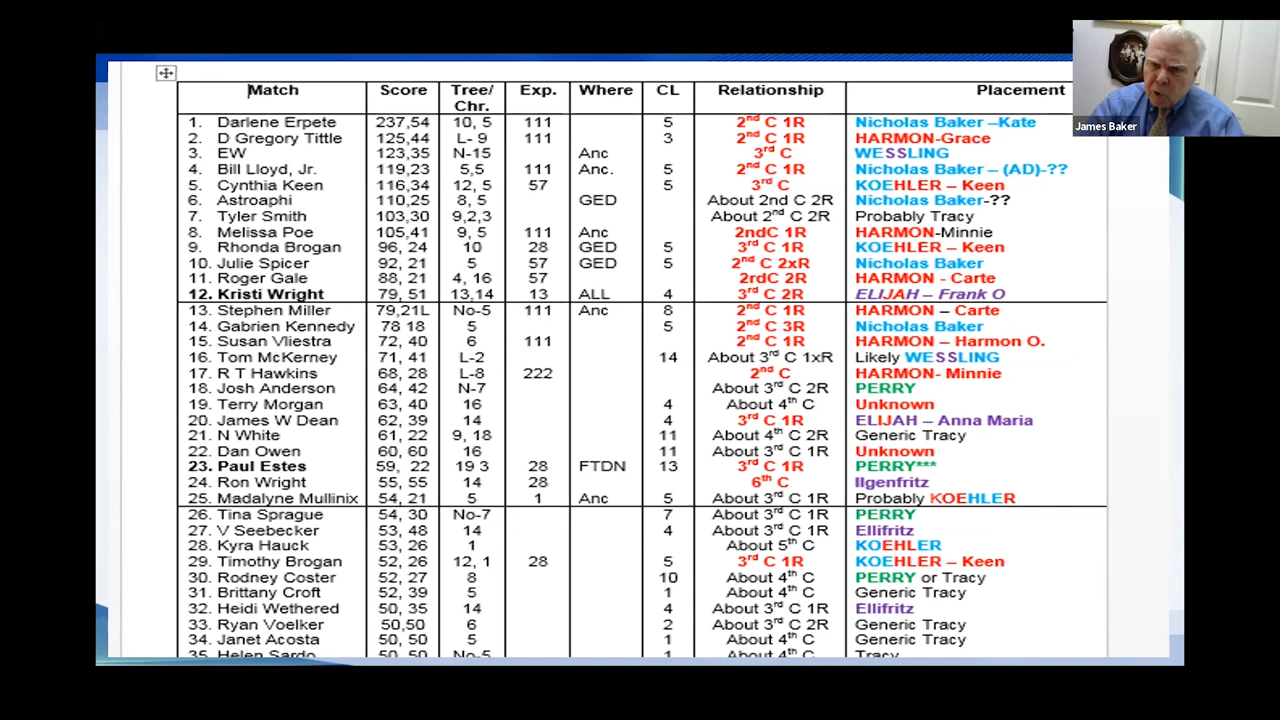 Match Score Tree/ Chr. Exp. Where CL Relationship Placement
1. Darlene Erpete 237,54 10, 5 111 5 2nd C 1R Nicholas Baker –Kate
2. D Gregory Tittle 125,44 L- 9 111 3 2nd C 1R HARMON-Grace
3. EW 123,35 N-15 Anc 3rd C WESSLING
4. Bill Lloyd, Jr. 119,23 5,5 111 Anc. 5 2nd C 1R Nicholas Baker – (AD)-??
5. Cynthia Keen 116,34 12, 5 57 5 3rd C KOEHLER – Keen
6. Astroaphi 110,25 8, 5 GED About 2nd C 2R Nicholas Baker-??
7. Tyler Smith 103,30 9,2,3 About 2nd C 2R Probably Tracy
8. Melissa Poe 105,41 9, 5 111 Anc 2ndC 1R HARMON-Minnie
9. Rhonda Brogan 96, 24 10 28 GED 5 3rd C 1R KOEHLER – Keen
10. Julie Spicer 92, 21 5 57 GED 5 2nd C 2xR Nicholas Baker
11. Roger Gale 88, 21 4, 16 57 2rdC 2R HARMON - Carte
12. Kristi Wright 79, 51 13,14 13 ALL 4 3rd C 2R ELIJAH – Frank O
13. Stephen Miller 79,21L No-5 111 Anc 8 2nd C 1R HARMON – Carte
14. Gabrien Kennedy 78 18 5 5 2nd C 3R Nicholas Baker
15. Susan Vliestra 72, 40 6 111 2nd C 1R HARMON – Harmon O.
16. Tom McKerney 71, 41 L-2 14 About 3rd C 1xR Likely WESSLING
17. R T Hawkins 68, 28 L-8 222 2nd C HARMON- Minnie
18. Josh Anderson 64, 42 N-7 About 3rd C 2R PERRY
19. Terry Morgan 63, 40 16 4 About 4th C Unknown
20. James W Dean 62, 39 14 4 3rd C 1R ELIJAH – Anna Maria
21. N White 61, 22 9, 18 11 About 4th C 2R Generic Tracy
22. Dan Owen 60, 60 16 11 About 3rd C 1R Unknown
23. Paul Estes 59, 22 19 3 28 FTDN 13 3rd C 1R PERRY***
24. Ron Wright 55, 55 14 28 6th C Ilgenfritz
25. Madalyne Mullinix 54, 21 5 1 Anc 5 About 3rd C 1R Probably KOEHLER
26. Tina Sprague 54, 30 No-7 7 About 3rd C 1R PERRY
27. V Seebecker 53, 48 14 4 About 3rd C 1R Ellifritz
28. Kyra Hauck 53, 26 1 About 5th C KOEHLER
29. Timothy Brogan 52, 26 12, 1 28 5 3rd C 1R KOEHLER – Keen
30. Rodney Coster 52, 27 8 10 About 4th C PERRY or Tracy
31. Brittany Croft 52, 39 5 1 About 4th C Generic Tracy
32. Heidi Wethered 50, 35 14 4 About 3rd C 1R Ellifritz
33. Ryan Voelker 50,50 6 2 About 3rd C 2R Generic Tracy
34. Janet Acosta 50, 50 5 1 About 4th C Generic Tracy
35. Helen Sardo 50, 50 No-5 1 About 4th C Tracy
James Baker